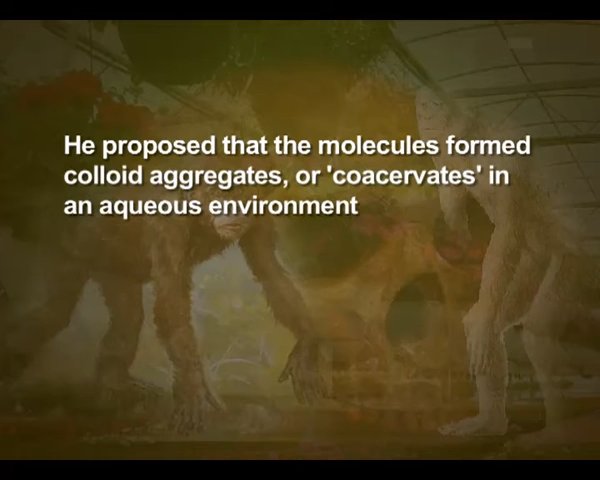 He proposed that the molecules formed
colloid aggregates, or 'coacervates' in
an aqueous environment